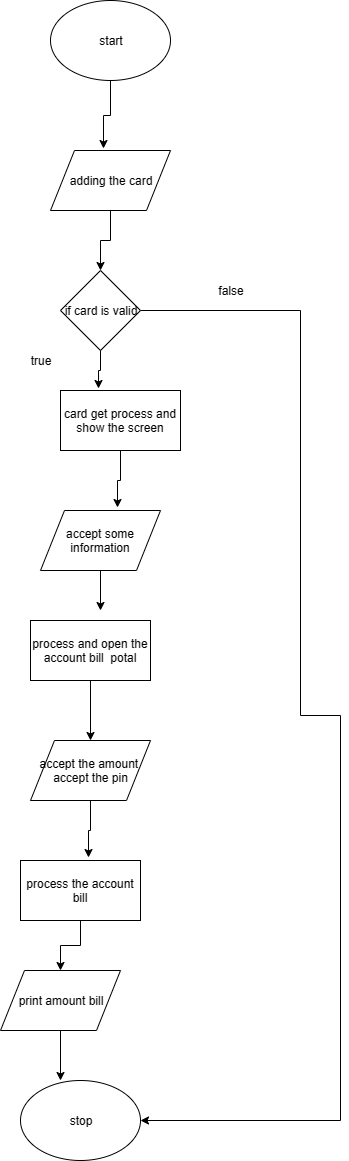 start
adding the card
if card is valid
false
true
card get process and
show the screen
accept some
information
process and open the
account bill  potal
accept the amount
accept the pin
process the account
bill
print amount bill
stop